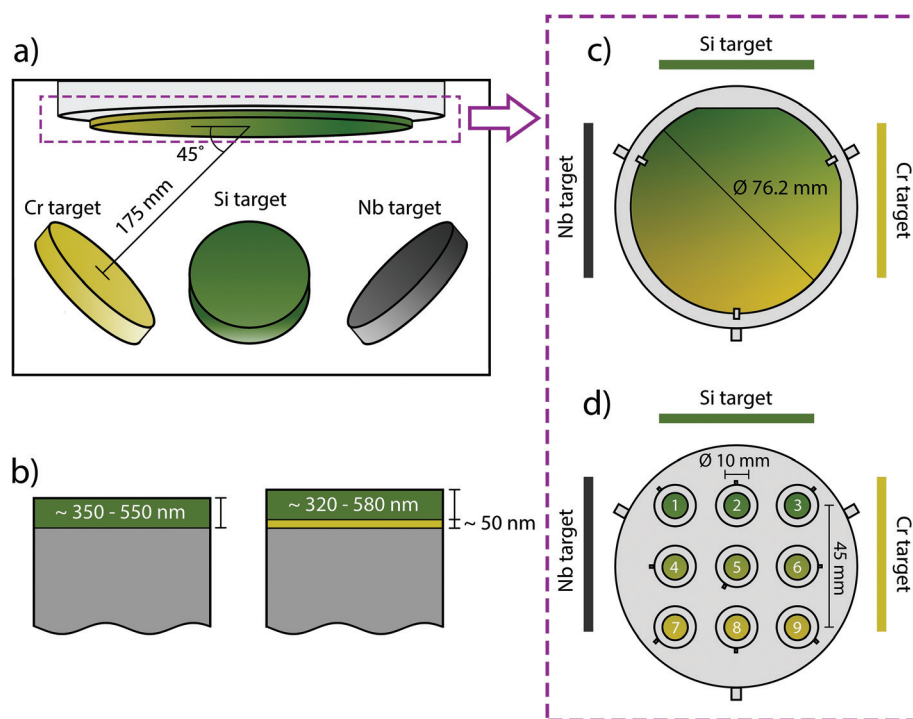 a)
45°
175 mm
Cr target
Si target
Nb target
b)
~ 350 - 550 nm
~ 320 - 580 nm
~ 50 nm
c)
Si target
Nb target
Ø 76.2 mm
Cr target
d)
Si target
Nb target
Ø 10 mm
1
2
3
4
5
6
7
8
9
45 mm
Cr target